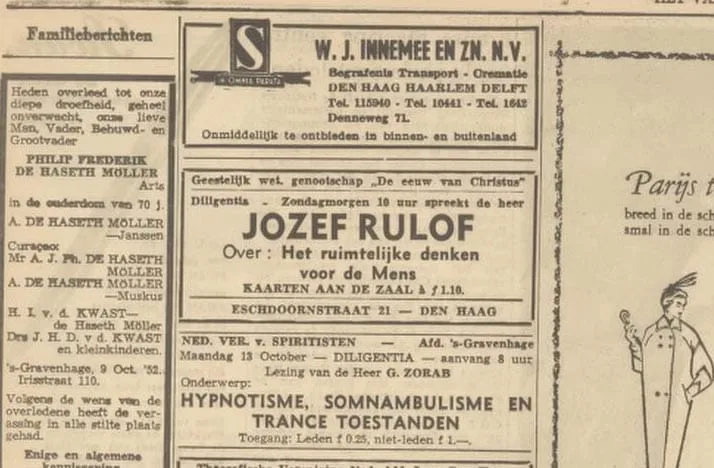 HET VA
Familieberichten
Heden overleed tot onze
diepe droefheid, geheel
onverwacht, onze lieve
Man, Vader, Behuwd- en
Grootvader
PHILIP FREDERIK
DE HASETH MÖLLER
Arts
in de ouderdom van 70 j.
A. DE HASETH MÖLLER
—Janssen
Curaçao:
Mr A. J. Ph. DE HASETH
MÖLLER
A. DE HASETH MÖLLER
—Muskus
H. I. v. d. KWAST—
de Haseth Möller
Drs J. H. D. v d. KWAST
en kleinkinderen.
's-Gravenhage, 9 Oct. '52.
Irisstraat 110.
Volgens de wens van de
overledene heeft de ver-
assing in alle stilte plaats
gehad.
Enige en algemene
kennisgeving
S
W. J. INNEMEE EN ZN. N.V.
Begrafenis Transport - Crematie
DEN HAAG HAARLEM DELFT
Tel. 115940 - Tel. 10441 - Tel. 1642
Denneweg 71.
Onmiddellijk te ontbieden in binnen- en buitenland
Geestelijk wet. genootschap „De eeuw van Christus"
Diligentia - Zondagmorgen 10 uur spreekt de heer
JOZEF RULOF
Over : Het ruimtelijke denken
voor de Mens
KAARTEN AAN DE ZAAL à f 1.10.
ESCHDOORNSTRAAT 21 — DEN HAAG
NED. VER. v. SPIRITISTEN — Afd. 's-Gravenhage
Maandag 13 October — DILIGENTIA — aanvang 8 uur
Lezing van de Heer G. ZORAB
Onderwerp:
HYPNOTISME, SOMNAMBULISME EN
TRANCE TOESTANDEN
Toegang: Leden f 0.25, niet-leden f 1.—.
Parijs t
breed in de sch
smal in de sch